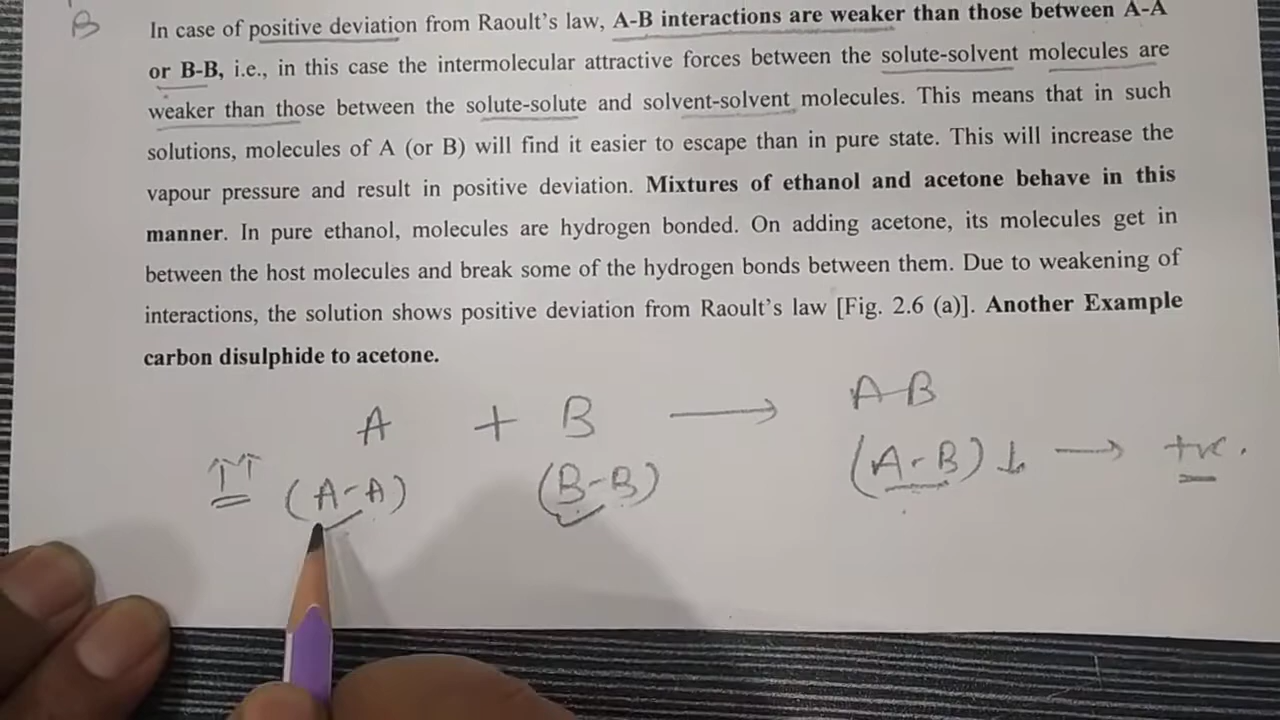 B
In case of positive deviation from Raoult's law, A-B interactions are weaker than those between A-A
or B-B, i.e., in this case the intermolecular attractive forces between the solute-solvent molecules are
weaker than those between the solute-solute and solvent-solvent molecules. This means that in such
solutions, molecules of A (or B) will find it easier to escape than in pure state. This will increase the
vapour pressure and result in positive deviation. Mixtures of ethanol and acetone behave in this
manner. In pure ethanol, molecules are hydrogen bonded. On adding acetone, its molecules get in
between the host molecules and break some of the hydrogen bonds between them. Due to weakening of
interactions, the solution shows positive deviation from Raoult's law [Fig. 2.6 (a)]. Another Example
carbon disulphide to acetone.
A + B → A-B
↑↑ (A-A) (B-B) (A-B) ↓ → +ve.